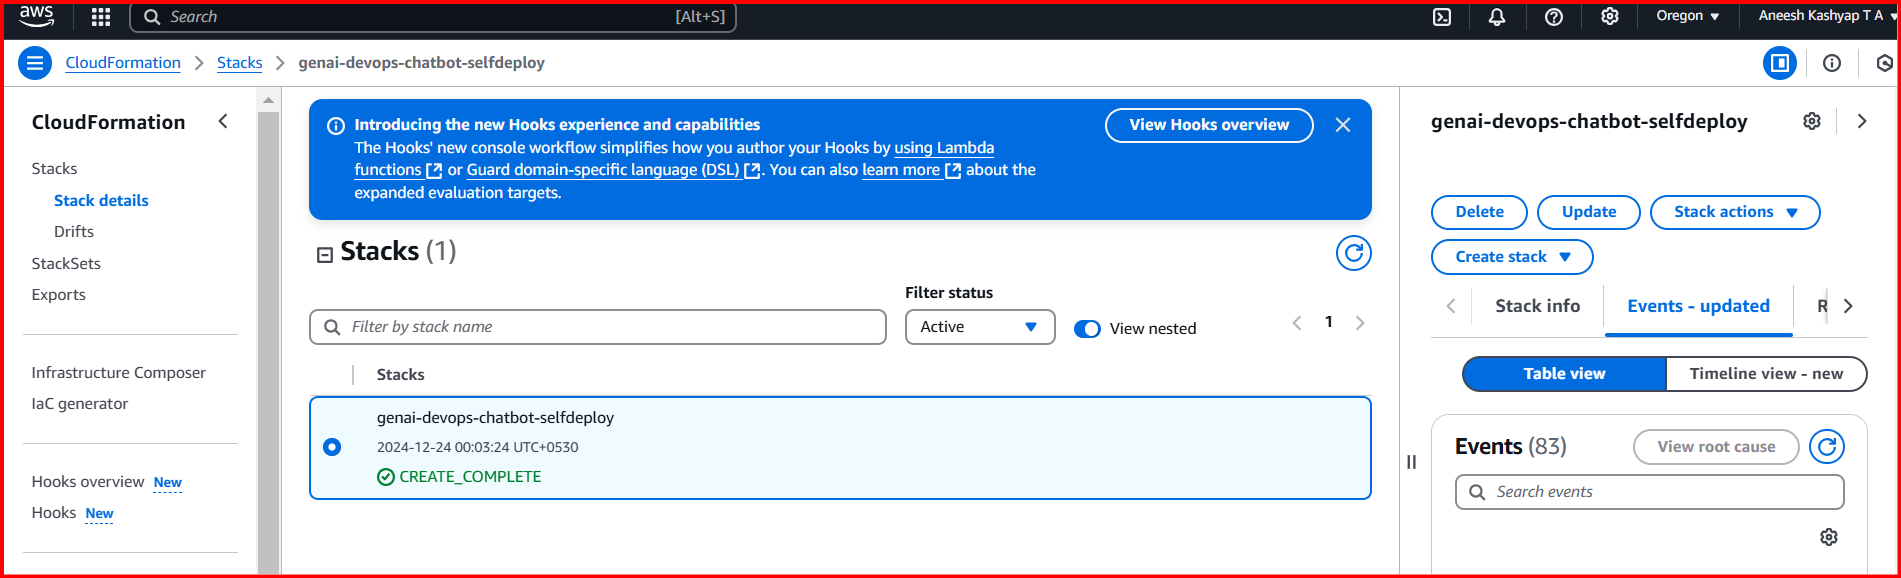 aws
Search [Alt+S]
Oregon
Aneesh Kashyap T A
CloudFormation
Stacks
genai-devops-chatbot-selfdeploy
CloudFormation
Stacks
Stack details
Drifts
StackSets
Exports
Infrastructure Composer
IaC generator
Hooks overview New
Hooks New
Introducing the new Hooks experience and capabilities
The Hooks' new console workflow simplifies how you author your Hooks by using Lambda
functions or Guard domain-specific language (DSL). You can also learn more about the
expanded evaluation targets.
View Hooks overview
Stacks (1)
Filter by stack name
Filter status
Active
View nested
1
Stacks
genai-devops-chatbot-selfdeploy
2024-12-24 00:03:24 UTC+0530
CREATE_COMPLETE
genai-devops-chatbot-selfdeploy
Delete
Update
Stack actions
Create stack
Stack info
Events - updated
Table view
Timeline view - new
Events (83)
View root cause
Search events